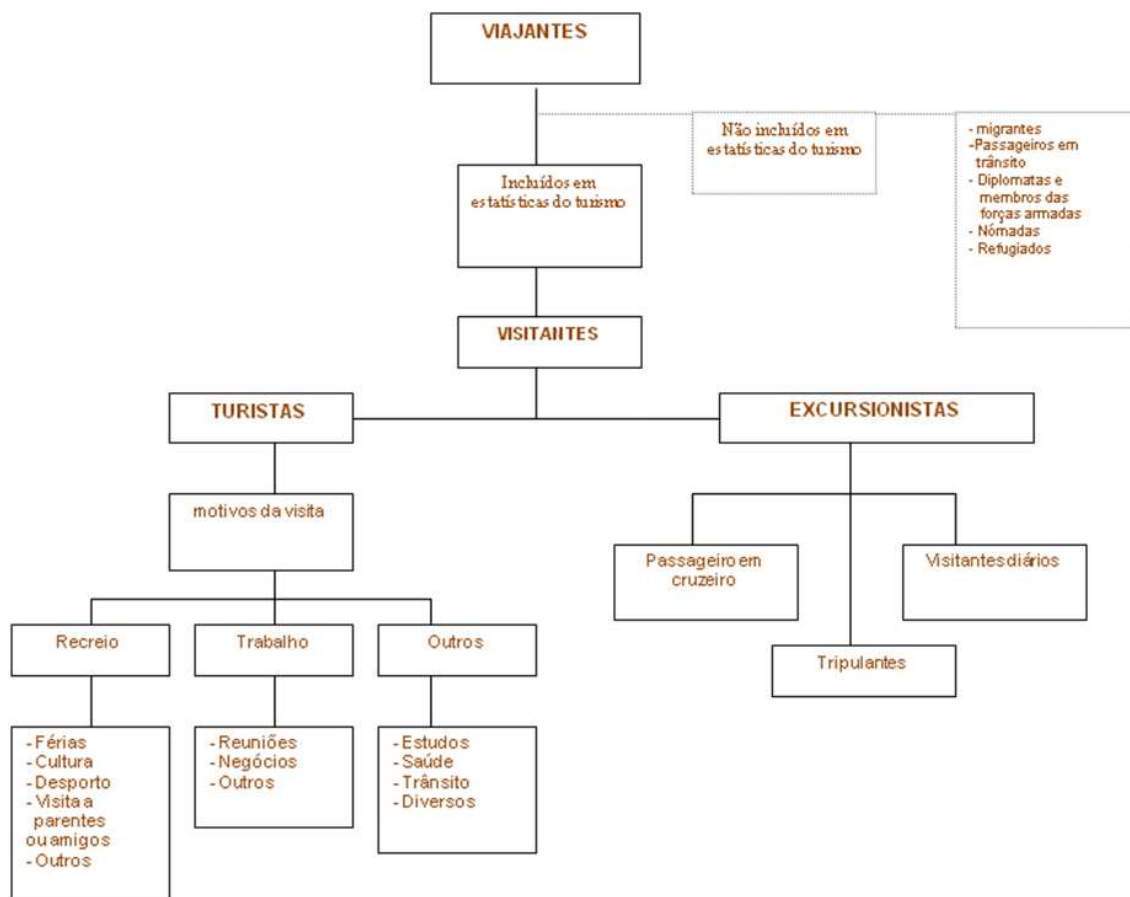 VIAJANTES
Não incluídos em
estatísticas do turismo
- migrantes
-Passageiros em
trânsito
- Diplomatas e
membros das
forças armadas
- Nómadas
- Refugiados
Incluídos em
estatísticas do turismo
VISITANTES
TURISTAS
EXCURSIONISTAS
motivos da visita
Passageiro em
cruzeiro
Visitantes diários
Tripulantes
Recreio
Trabalho
Outros
- Férias
- Cultura
- Desporto
- Visita a
parentes
ou amigos
- Outros
- Reuniões
- Negócios
- Outros
- Estudos
- Saúde
- Trânsito
- Diversos